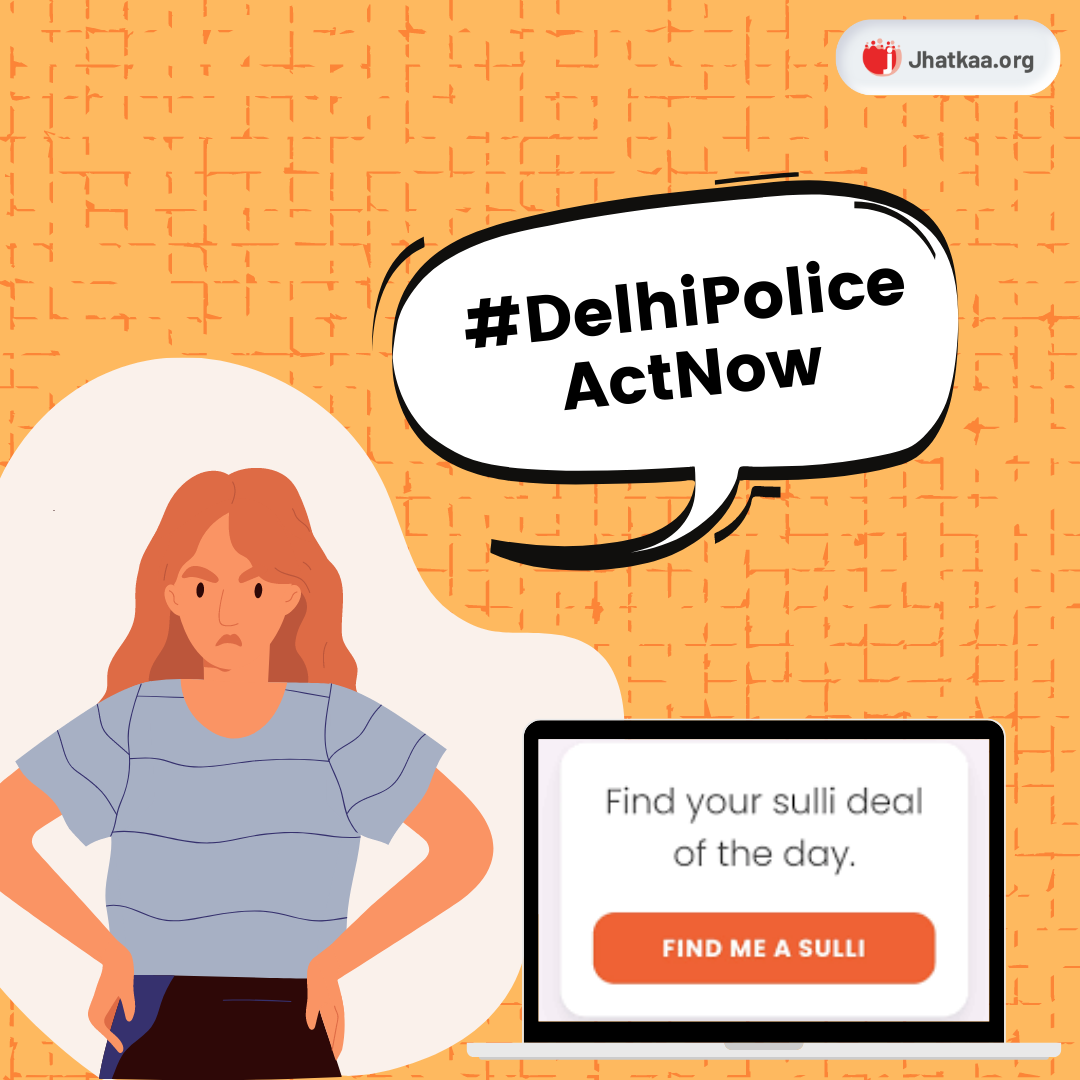 Jhatkaa.org
#DelhiPolice
ActNow
Find your sulli deal
of the day.
FIND ME A SULLI